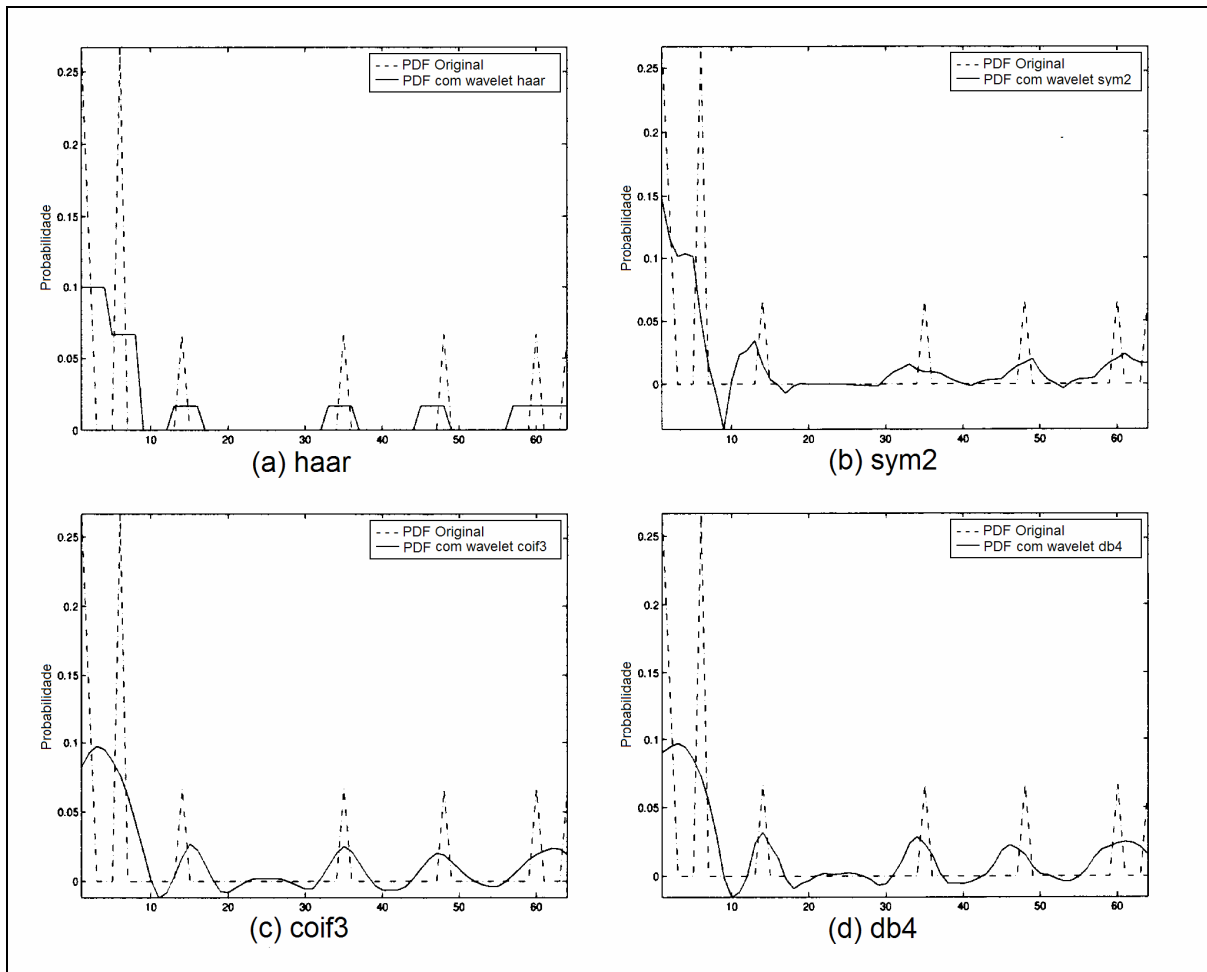 PDF Original
PDF com wavelet haar
0.25
0.2
0.15
0.1
0.05
0
Probabilidade
10 20 30 40 50 60
(a) haar
PDF Original
PDF com wavelet sym2
0.25
0.2
0.15
0.1
0.05
0
Probabilidade
10 20 30 40 50 60
(b) sym2
PDF Original
PDF com wavelet coif3
0.25
0.2
0.15
0.1
0.05
0
Probabilidade
10 20 30 40 50 60
(c) coif3
PDF Original
PDF com wavelet db4
0.25
0.2
0.15
0.1
0.05
0
Probabilidade
10 20 30 40 50 60
(d) db4